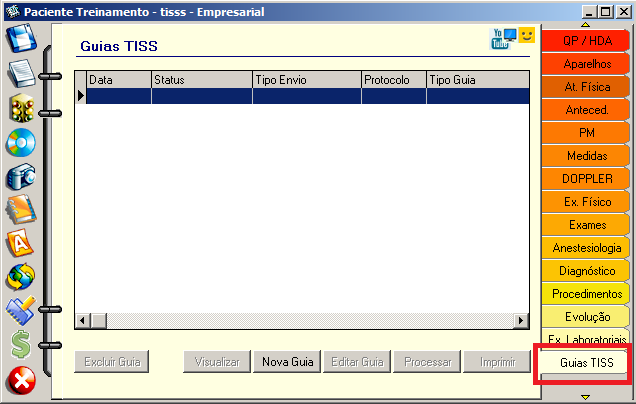 Paciente Treinamento - tisss - Empresarial
Guias TISS
You
Tube
Data Status Tipo Envio Protocolo Tipo Guia
QP / HDA
Aparelhos
At. Física
Anteced.
PM
Medidas
DOPPLER
Ex. Físico
Exames
Anestesiologia
Diagnóstico
Procedimentos
Evolução
Ex. Laboratoriais
Guias TISS
Excluir Guia Visualizar Nova Guia Editar Guia Processar Imprimir